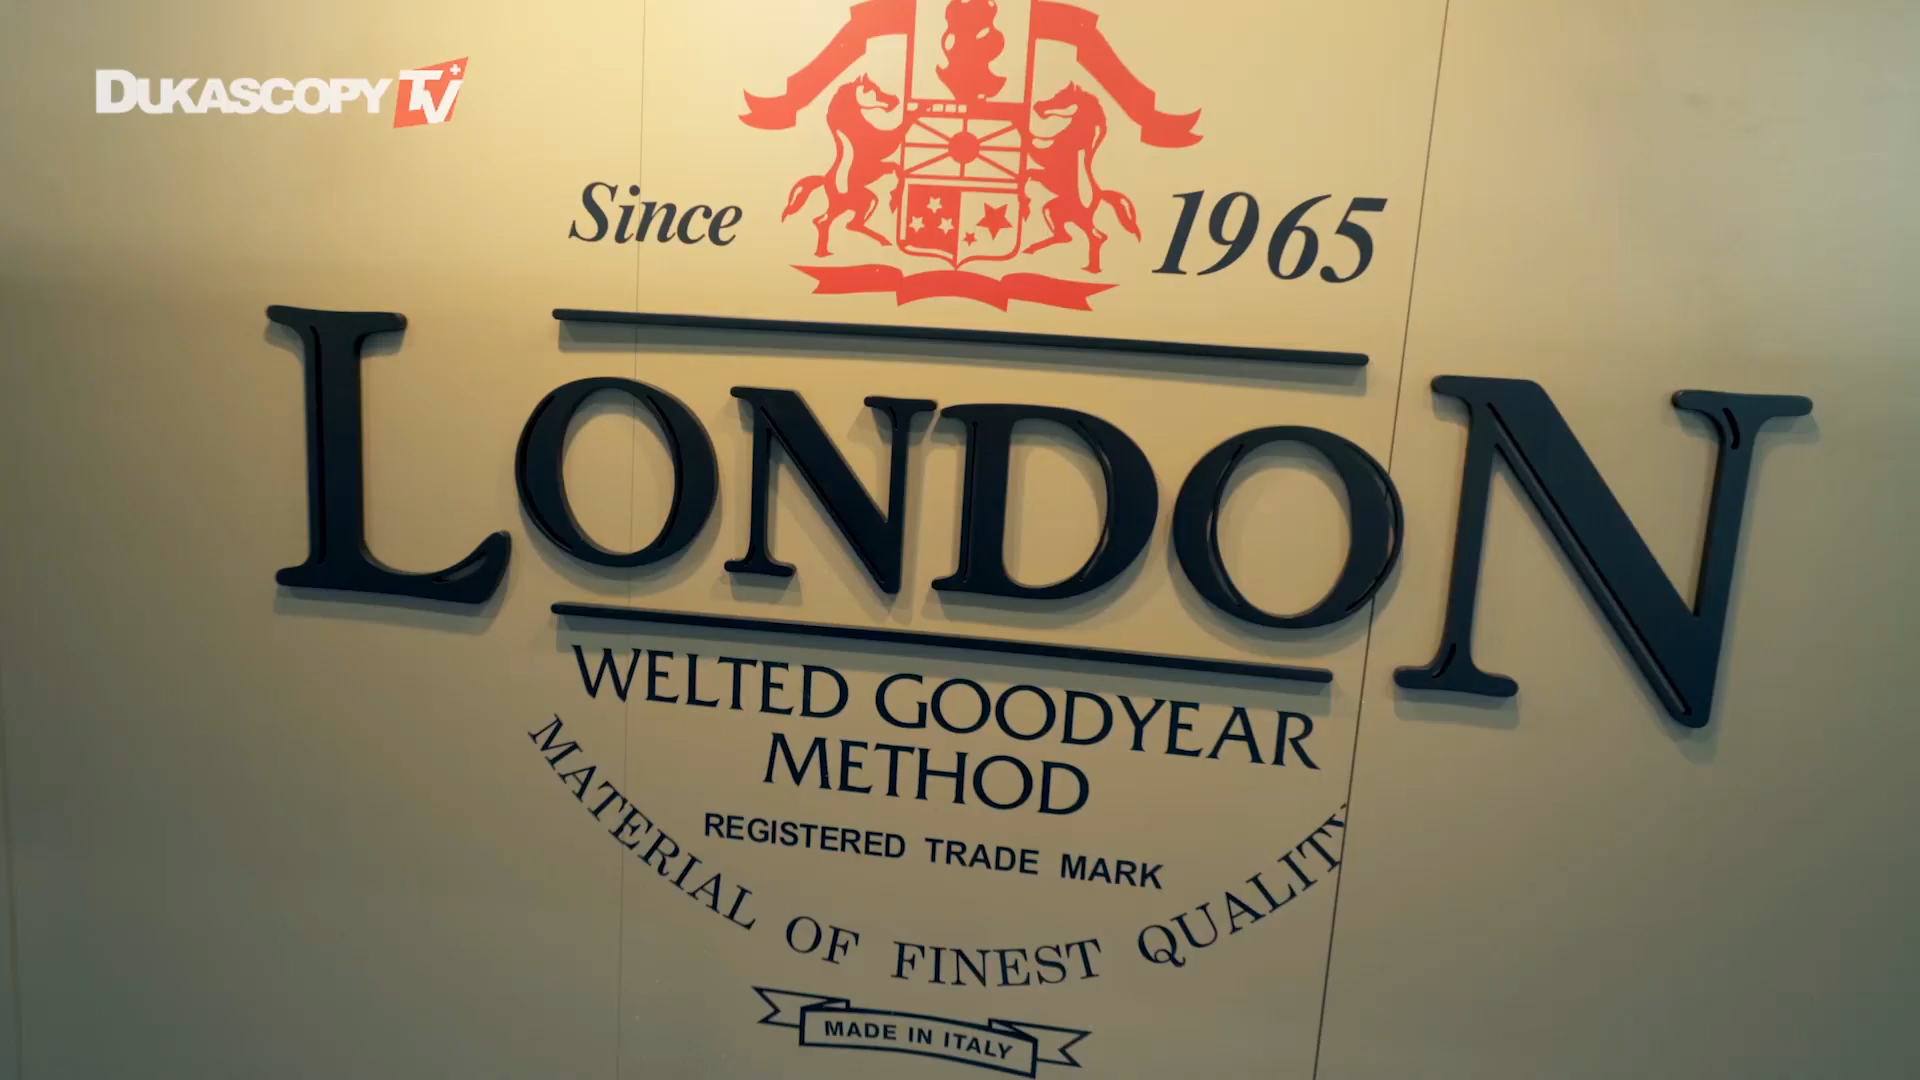 DUKASCOPY TV
Since 1965
LONDON
WELTED GOODYEAR
METHOD
REGISTERED TRADE MARK
MATERIAL OF FINEST QUALITY
MADE IN ITALY